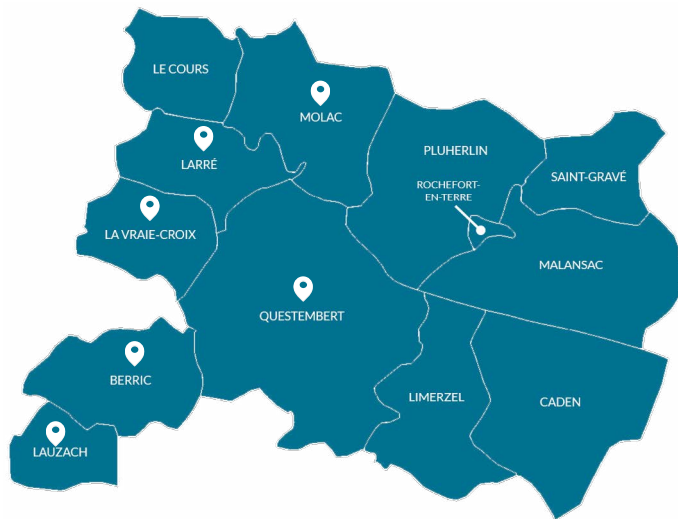 LE COURS
MOLAC
LARRÉ
PLUHERLIN
SAINT-GRAVÉ
ROCHEFORT-
EN-TERRE
LA VRAIE-CROIX
MALANSAC
QUESTEMBERT
BERRIC
LIMERZEL
CADEN
LAUZACH